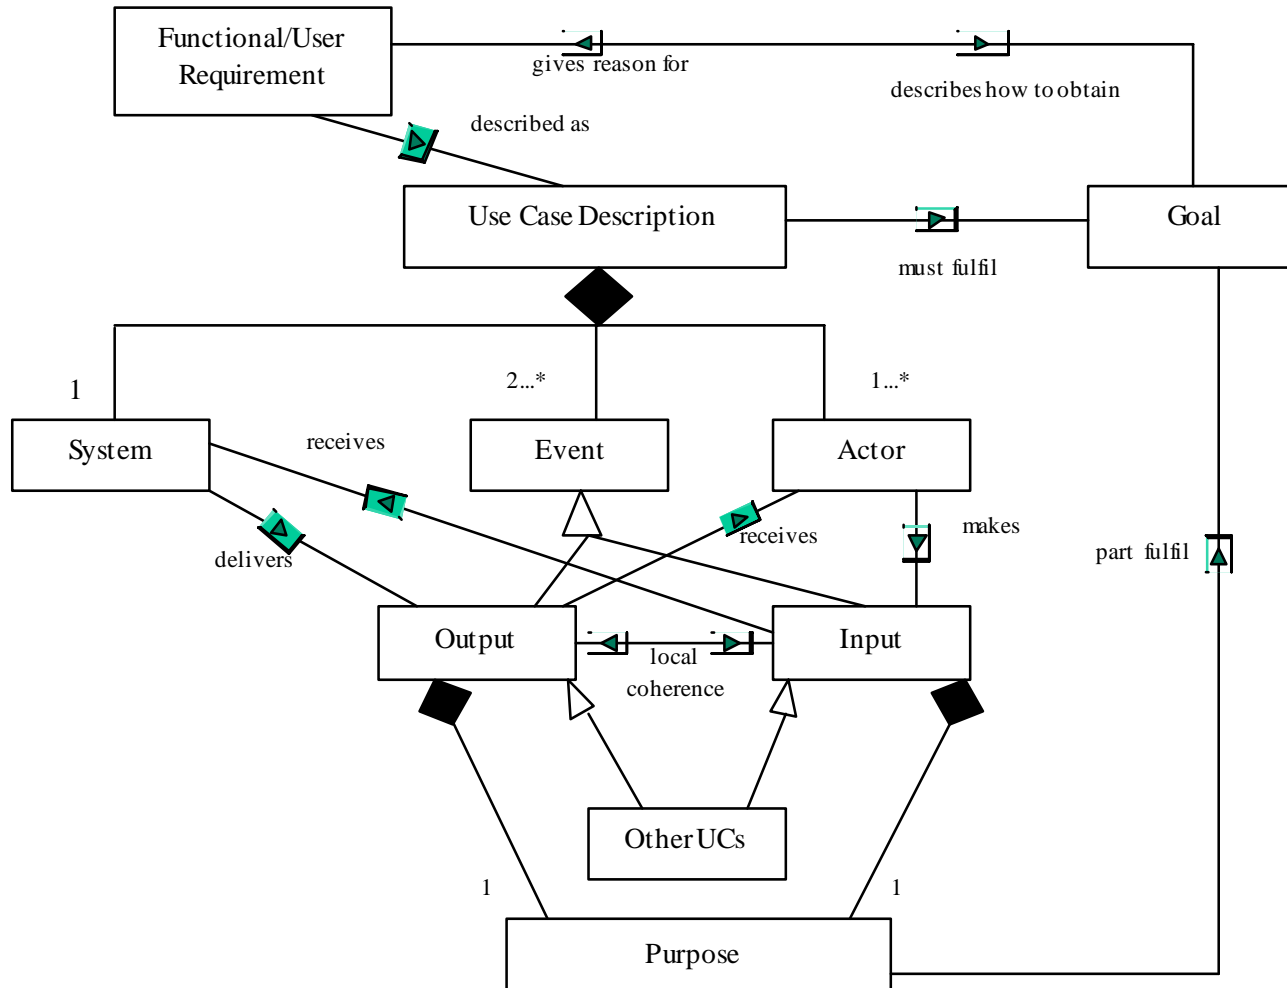 Functional/User
Requirement
gives reason for
describes how to obtain
described as
Use Case Description
Goal
must fulfil
1
2...*
1...*
System
receives
Event
Actor
delivers
receives
makes
part fulfil
Output
Input
local
coherence
Other UCs
1
1
Purpose